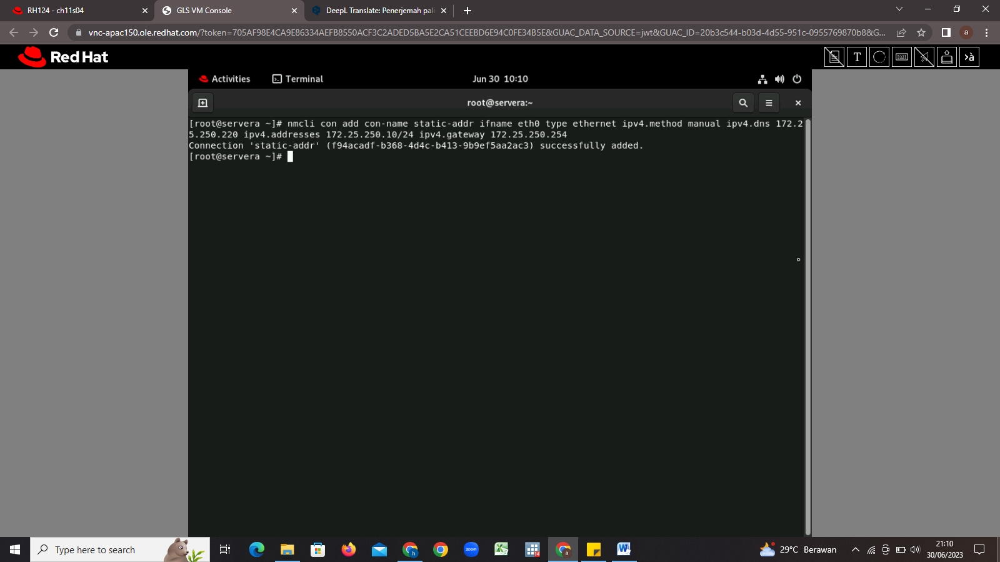 RH124 - ch11s04
GLS VM Console
DeepL Translate: Penerjemah pali
vnc-apac150.ole.redhat.com/?token=705AF98E4CA9E86334AEFB8550ACF3C2ADED5BA5E2CA51CEEBD6E94C0FE34B5E&GUAC_DATA_SOURCE=jwt&GUAC_ID=20b3c544-b03d-4d55-951c-0955769870b8&G...
a
Red Hat
T
>à
Activities
Terminal
Jun 30 10:10
root@servera:~
[root@servera ~]# nmcli con add con-name static-addr ifname eth0 type ethernet ipv4.method manual ipv4.dns 172.2
5.250.220 ipv4.addresses 172.25.250.10/24 ipv4.gateway 172.25.250.254
Connection 'static-addr' (f94acadf-b368-4d4c-b413-9b9ef5aa2ac3) successfully added.
[root@servera ~]#
Type here to search
h
zoom
14
a
29°C Berawan
21:10
30/06/2023